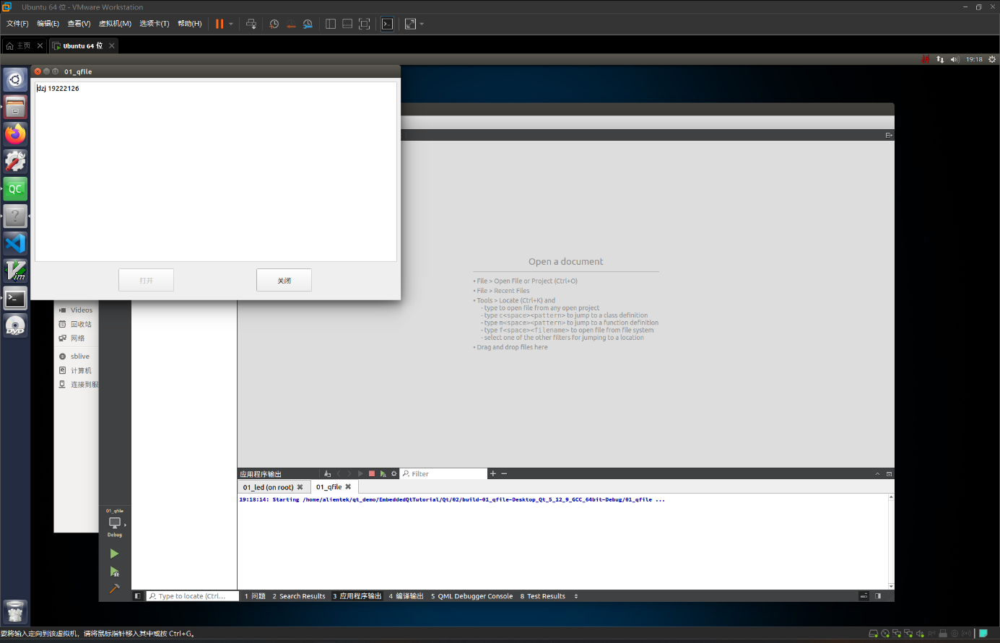 Ubuntu 64 位 - VMware Workstation
文件(F) 编辑(E) 查看(V) 虚拟机(M) 选项卡(T) 帮助(H)
主页 Ubuntu 64 位
拼 19:18
01_qfile
dzj 19222126
打开 关闭
QC
Vim
DVD
Videos
回收站
网络
sblive
计算机
连接到服
Open a document
• File > Open File or Project (Ctrl+O)
• File > Recent Files
• Tools > Locate (Ctrl+K) and
- type to open file from any open project
- type c<space><pattern> to jump to a class definition
- type m<space><pattern> to jump to a function definition
- type f<space><filename> to open file from file system
- select one of the other filters for jumping to a location
• Drag and drop files here
应用程序输出 Filter
01_led (on root) 01_qfile
19:18:14: Starting /home/alientek/qt_demo/EmbeddedQtTutorial/Qt/02/build-01_qfile-Desktop_Qt_5_12_9_GCC_64bit-Debug/01_qfile ...
01_qfile
Debug
Type to locate (Ctrl... 1 问题 2 Search Results 3 应用程序输出 4 编译输出 5 QML Debugger Console 8 Test Results
要将输入定向到该虚拟机，请将鼠标指针移入其中或按 Ctrl+G。